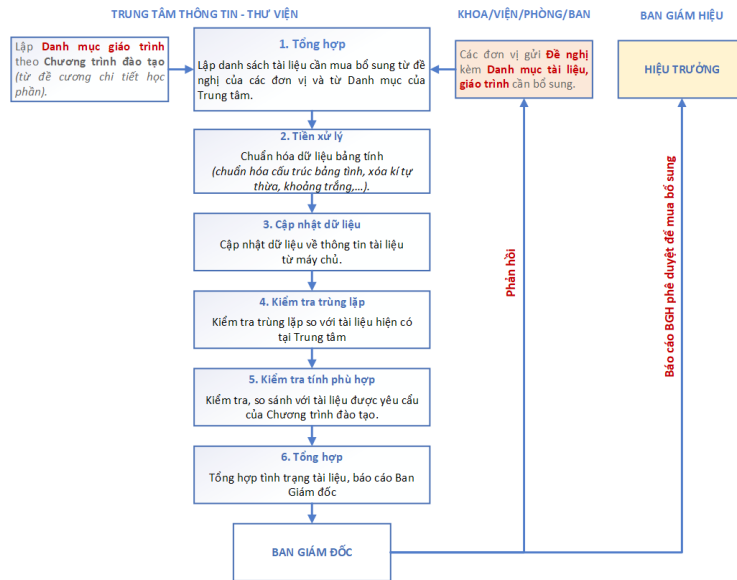 TRUNG TÂM THÔNG TIN - THƯ VIỆN
KHOA/VIỆN/PHÒNG/BAN
BAN GIÁM HIỆU
Lập Danh mục giáo trình
theo Chương trình đào tạo
(từ đề cương chi tiết học
phần).
1. Tổng hợp
Lập danh sách tài liệu cần mua bổ sung từ đề
nghị của các đơn vị và từ Danh mục của
Trung tâm.
Các đơn vị gửi Đề nghị
kèm Danh mục tài liệu,
giáo trình cần bổ sung.
HIỆU TRƯỞNG
2. Tiền xử lý
Chuẩn hóa dữ liệu bảng tính
(chuẩn hóa cấu trúc bảng tình, xóa kí tự
thừa, khoảng trắng,...).
3. Cập nhật dữ liệu
Cập nhật dữ liệu về thông tin tài liệu
từ máy chủ.
4. Kiểm tra trùng lặp
Kiểm tra trùng lặp so với tài liệu hiện có
tại Trung tâm
5. Kiểm tra tính phù hợp
Kiểm tra, so sánh với tài liệu được yêu cầu
của Chương trình đào tạo.
6. Tổng hợp
Tổng hợp tình trạng tài liệu, báo cáo Ban
Giám đốc
BAN GIÁM ĐỐC
Phản hồi
Báo cáo BGH phê duyệt để mua bổ sung